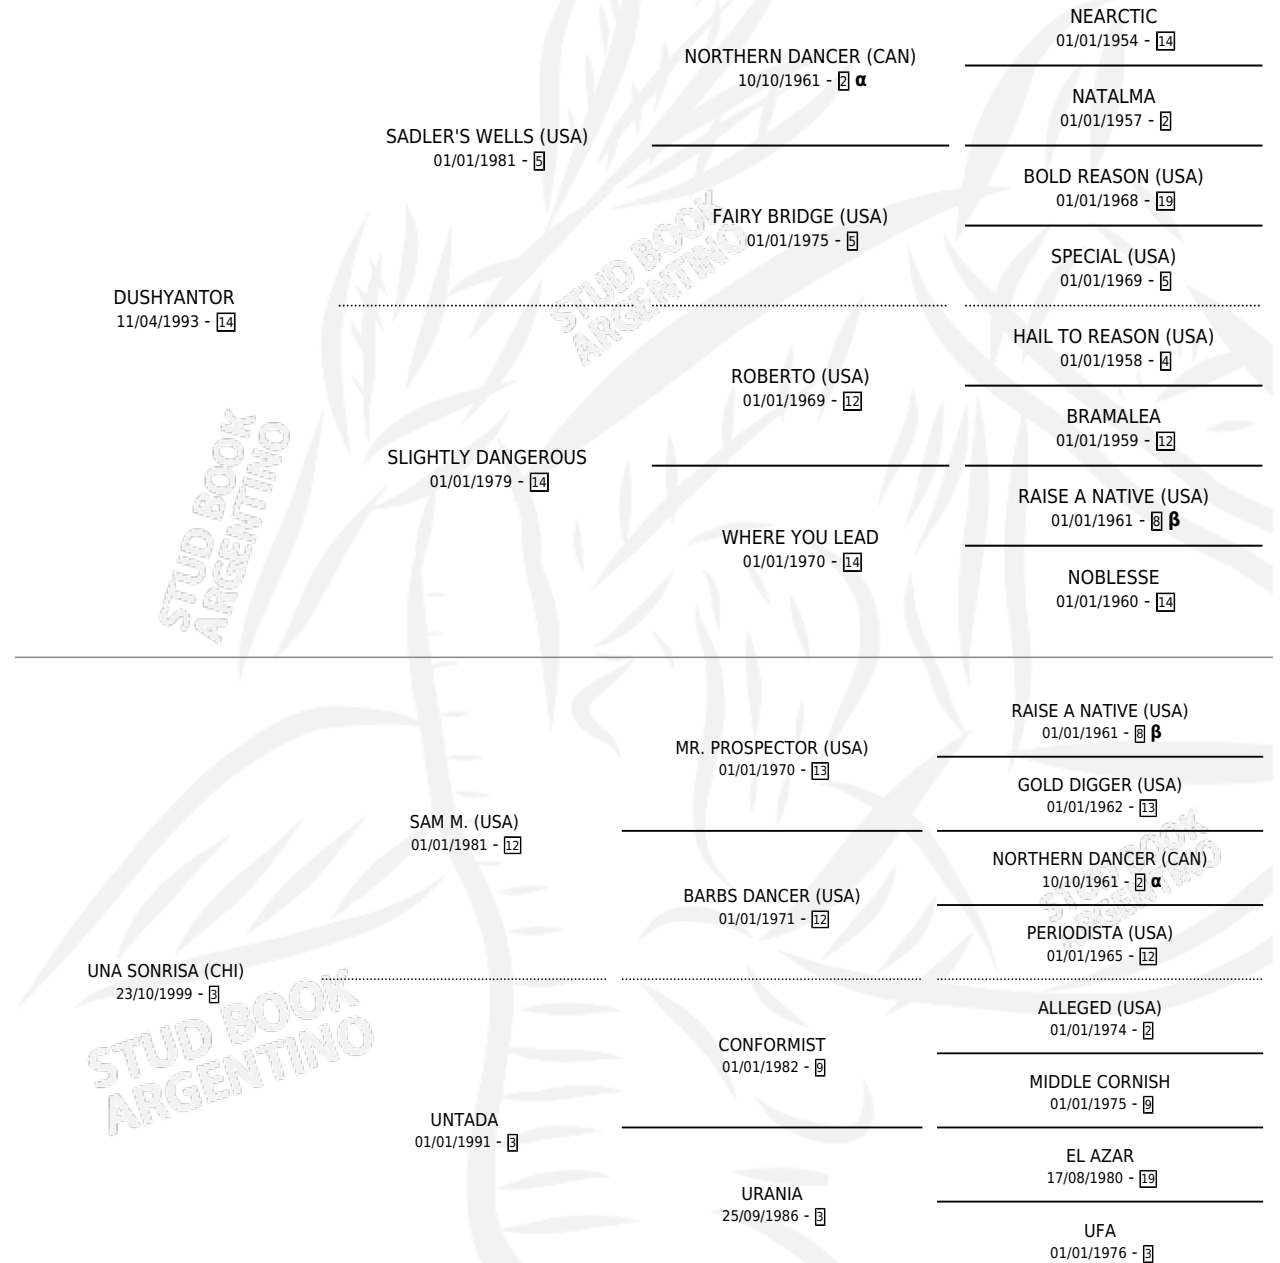 NEARCTIC
01/01/1954 - 14
NORTHERN DANCER (CAN)
10/10/1961 - 2 α
NATALMA
01/01/1957 - 2
SADLER'S WELLS (USA)
01/01/1981 - 5
BOLD REASON (USA)
01/01/1968 - 19
FAIRY BRIDGE (USA)
01/01/1975 - 5
SPECIAL (USA)
01/01/1969 - 5
STUD BOOK
ARGENTINO
DUSHYANTOR
11/04/1993 - 14
HAIL TO REASON (USA)
01/01/1958 - 4
ROBERTO (USA)
01/01/1969 - 12
BRAMALEA
01/01/1959 - 12
SLIGHTLY DANGEROUS
01/01/1979 - 14
RAISE A NATIVE (USA)
01/01/1961 - 8 β
WHERE YOU LEAD
01/01/1970 - 14
NOBLESSE
01/01/1960 - 14
STUD BOOK
ARGENTINO
RAISE A NATIVE (USA)
01/01/1961 - 8 β
MR. PROSPECTOR (USA)
01/01/1970 - 13
GOLD DIGGER (USA)
01/01/1962 - 13
SAM M. (USA)
01/01/1981 - 12
NORTHERN DANCER (CAN)
10/10/1961 - 2 α
BARBS DANCER (USA)
01/01/1971 - 12
PERIODISTA (USA)
01/01/1965 - 12
STUD BOOK
ARGENTINO
UNA SONRISA (CHI)
23/10/1999 - 3
ALLEGED (USA)
01/01/1974 - 2
CONFORMIST
01/01/1982 - 9
MIDDLE CORNISH
01/01/1975 - 9
STUD BOOK
ARGENTINO
UNTADA
01/01/1991 - 3
EL AZAR
17/08/1980 - 19
URANIA
25/09/1986 - 3
UFA
01/01/1976 - 3